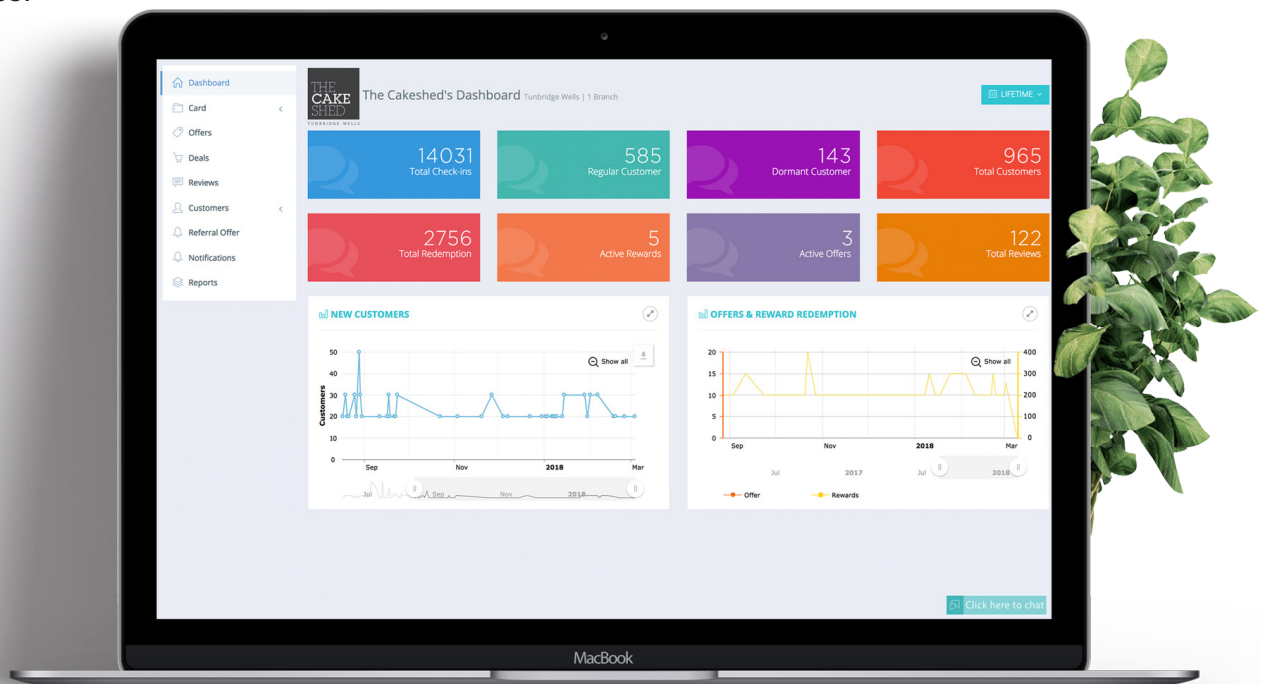 Dashboard
Card
Offers
Deals
Reviews
Customers
Referral Offer
Notifications
Reports
THE
CAKE
SHED
TUNBRIDGE WELLS
The Cakeshed's Dashboard Tunbridge Wells | 1 Branch
LIFETIME
14031
Total Check-ins
585
Regular Customer
143
Dormant Customer
965
Total Customers
2756
Total Redemption
5
Active Rewards
3
Active Offers
122
Total Reviews
NEW CUSTOMERS
Show all
Customers
50
40
30
20
10
0
Sep Nov 2018 Mar
Jul Sep Nov 2018
OFFERS & REWARD REDEMPTION
Show all
20
15
10
5
0
400
300
200
100
0
Sep Nov 2018 Mar
Jul 2017 Jul 2018
Offer Rewards
Click here to chat
MacBook